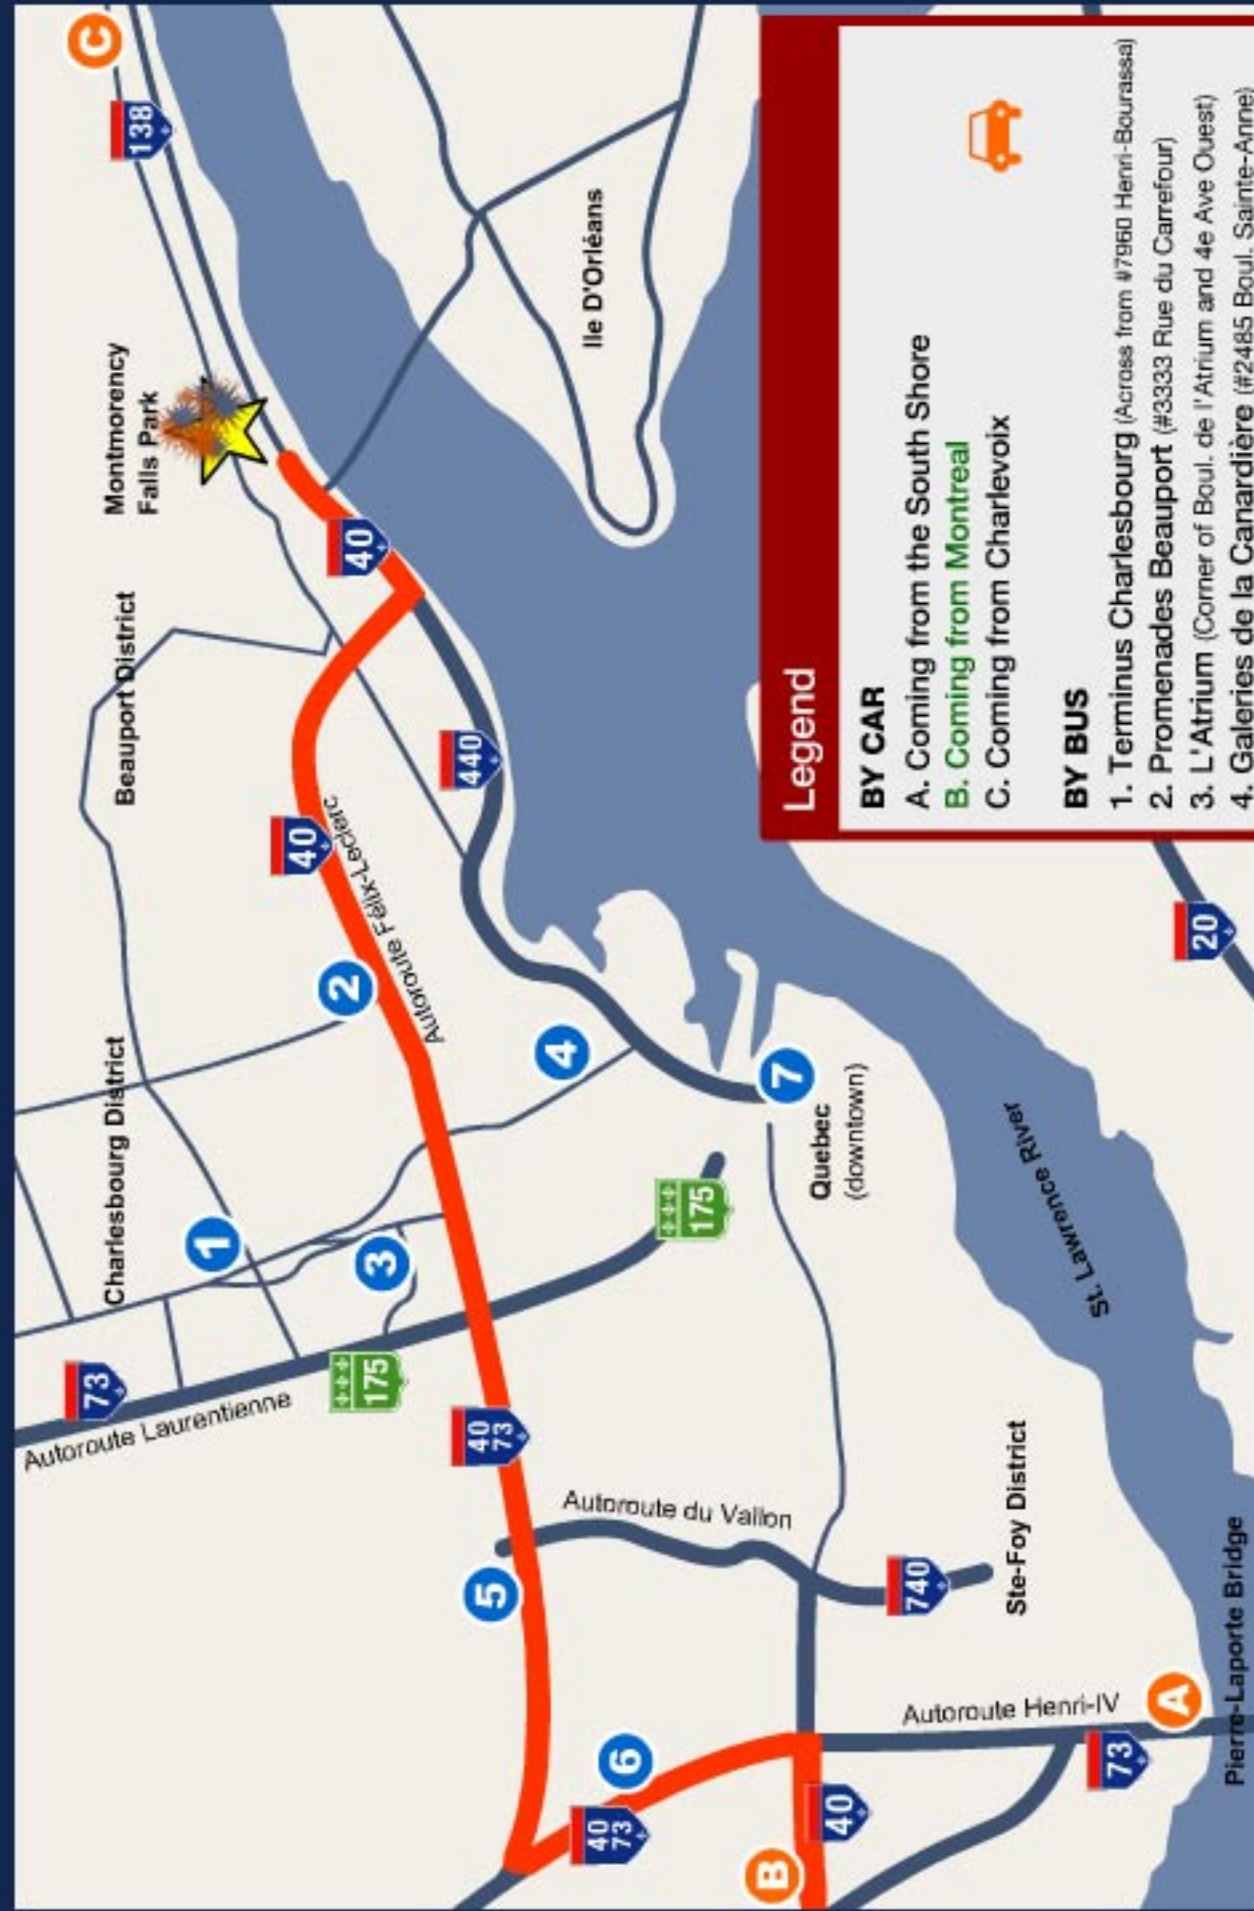 C
138
Montmorency
Falls Park
40
Ile D'Orléans
Beauport District
40
440
Autoroute Félix-Leclerc
2
Charlesbourg District
1
3
4
7
Quebec
(downtown)
175
73
Autoroute Laurentienne
175
40
73
5
Autoroute du Vallon
740
Ste-Foy District
St. Lawrence River
20
6
40
73
B
40
Autoroute Henri-IV
A
73
Pierre-Laporte Bridge
Legend
BY CAR
A. Coming from the South Shore
B. Coming from Montreal
C. Coming from Charlevoix
BY BUS
1. Terminus Charlesbourg (Across from #7960 Henri-Bourassa)
2. Promenades Beauport (#3333 Rue du Carrefour)
3. L'Atrium (Corner of Boul. de l'Atrium and 4e Ave Ouest)
4. Galeries de la Canardière (#2485 Boul. Sainte-Anne)